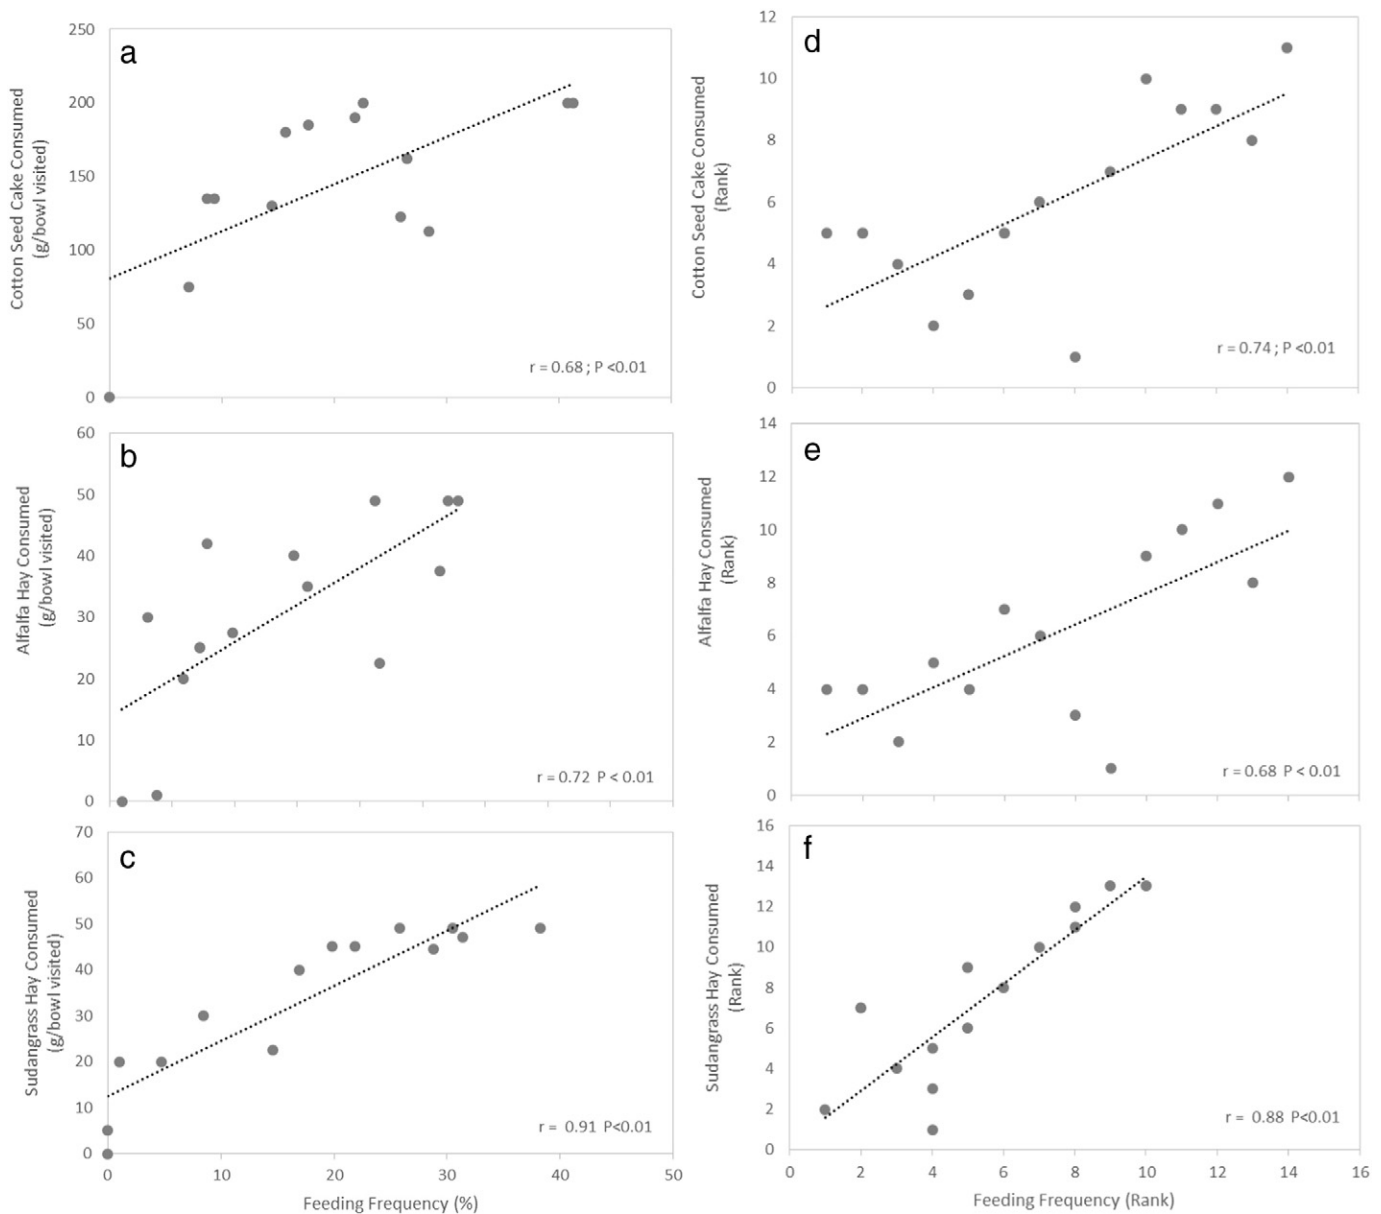 a
250
200
150
100
50
0
Cotton Seed Cake Consumed
(g/bowl visited)
r = 0.68 ; P <0.01
d
12
10
8
6
4
2
0
Cotton Seed Cake Consumed
(Rank)
r = 0.74 ; P <0.01
b
60
50
40
30
20
10
0
Alfalfa Hay Consumed
(g/bowl visited)
r = 0.72 P < 0.01
e
14
12
10
8
6
4
2
0
Alfalfa Hay Consumed
(Rank)
r = 0.68 P < 0.01
c
70
60
50
40
30
20
10
0
Sudangrass Hay Consumed
(g/bowl visited)
r = 0.91 P<0.01
0 10 20 30 40 50
Feeding Frequency (%)
f
16
14
12
10
8
6
4
2
0
Sudangrass Hay Consumed
(Rank)
r = 0.88 P<0.01
0 2 4 6 8 10 12 14 16
Feeding Frequency (Rank)